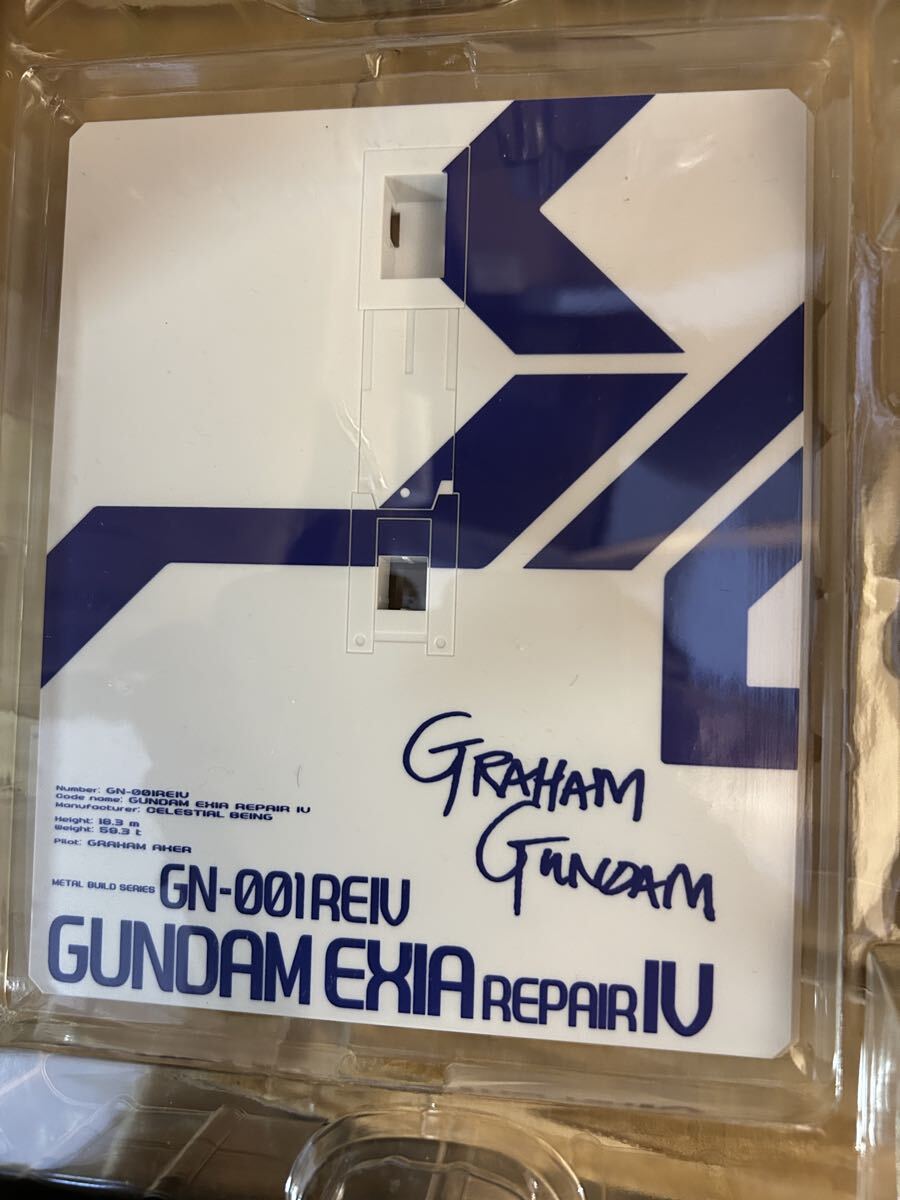 GRAHAM
GUNDAM
Number: GN-001REIV
Code name: GUNDAM EXIA REPAIR IV
Manufacturer: CELESTIAL BEING
Height: 18.3 m
Weight: 59.3 t
Pilot: GRAHAM AKER
METAL BUILD SERIES GN-001REIV
GUNDAM EXIA REPAIR IV